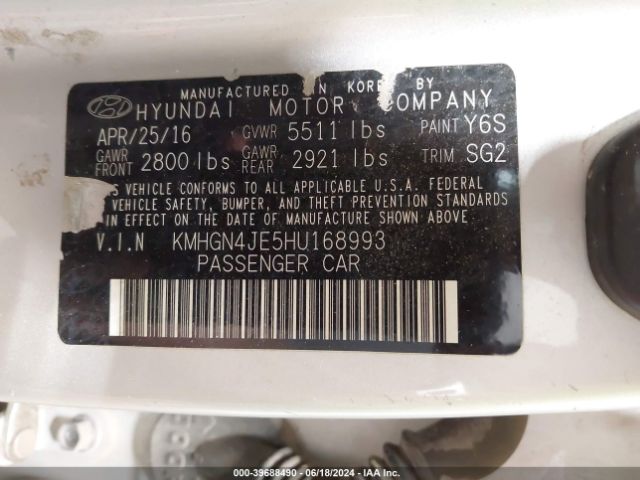 MANUFACTURED IN KOREA BY
HYUNDAI MOTOR COMPANY
APR/25/16 GVWR 5511 lbs PAINT Y6S
GAWR FRONT 2800 lbs GAWR REAR 2921 lbs TRIM SG2
S VEHICLE CONFORMS TO ALL APPLICABLE U.S.A. FEDERAL
VEHICLE SAFETY, BUMPER, AND THEFT PREVENTION STANDARDS
IN EFFECT ON THE DATE OF MANUFACTURE SHOWN ABOVE
V.I.N KMHGN4JE5HU168993
PASSENGER CAR
000-39688490 - 06/18/2024 - IAA Inc.